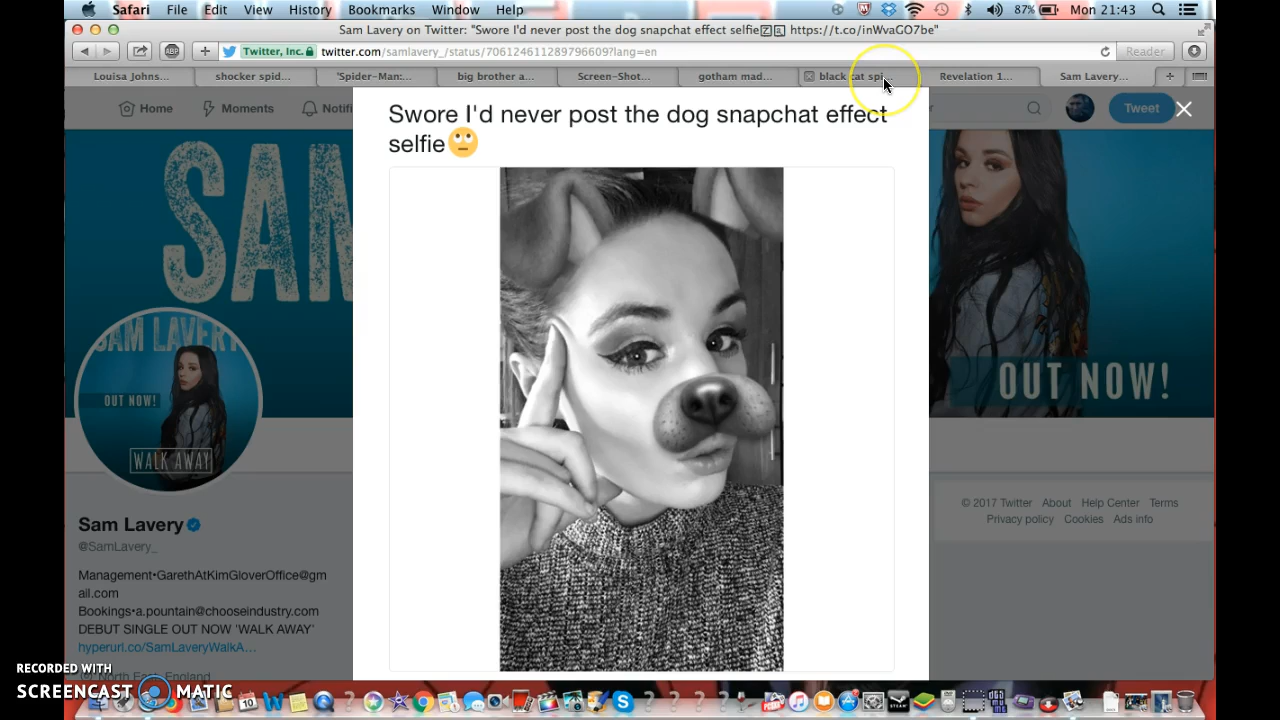 Safari File Edit View History Bookmarks Window Help 87% Mon 21:43
Sam Lavery on Twitter: "Swore I'd never post the dog snapchat effect selfie https://t.co/inWvaGO7be"
ABP Twitter, Inc. twitter.com/samlavery_/status/706124611289796609?lang=en Reader
Louisa Johns... shocker spid... 'Spider-Man:... big brother a... Screen-Shot... gotham mad... black cat spi... Revelation 1... Sam Lavery...
Home Moments Notifi Tweet
Swore I'd never post the dog snapchat effect
selfie🙄
SAM
SAM LAVERY
OUT NOW!
WALK AWAY
OUT NOW!
Sam Lavery
@SamLavery_
Management•GarethAtKimGloverOffice@gm
ail.com
Bookings•a.pountain@chooseindustry.com
DEBUT SINGLE OUT NOW 'WALK AWAY'
hyperurl.co/SamLaveryWalkA...
North East, England
© 2017 Twitter About Help Center Terms
Privacy policy Cookies Ads info
RECORDED WITH
SCREENCAST MATIC